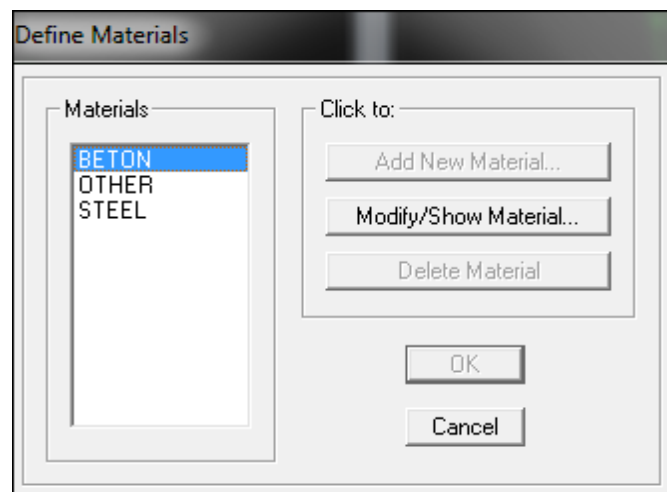 Define Materials
Materials
BETON
OTHER
STEEL
Click to:
Add New Material...
Modify/Show Material...
Delete Material
OK
Cancel